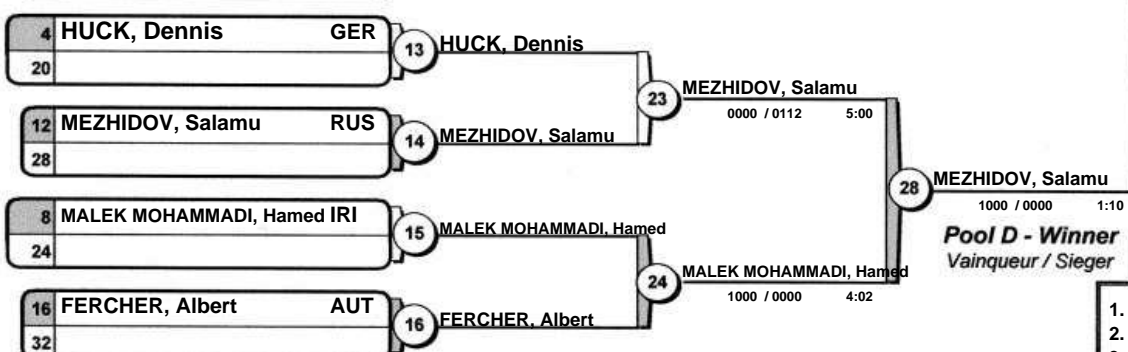 4 HUCK, Dennis GER
20
13 HUCK, Dennis
12 MEZHIDOV, Salamu RUS
28
14 MEZHIDOV, Salamu
23 MEZHIDOV, Salamu
0000 / 0112 5:00
8 MALEK MOHAMMADI, Hamed IRI
24
15 MALEK MOHAMMADI, Hamed
16 FERCHER, Albert AUT
32
16 FERCHER, Albert
24 MALEK MOHAMMADI, Hamed
1000 / 0000 4:02
28 MEZHIDOV, Salamu
1000 / 0000 1:10
Pool D - Winner
Vainqueur / Sieger
1.
2.